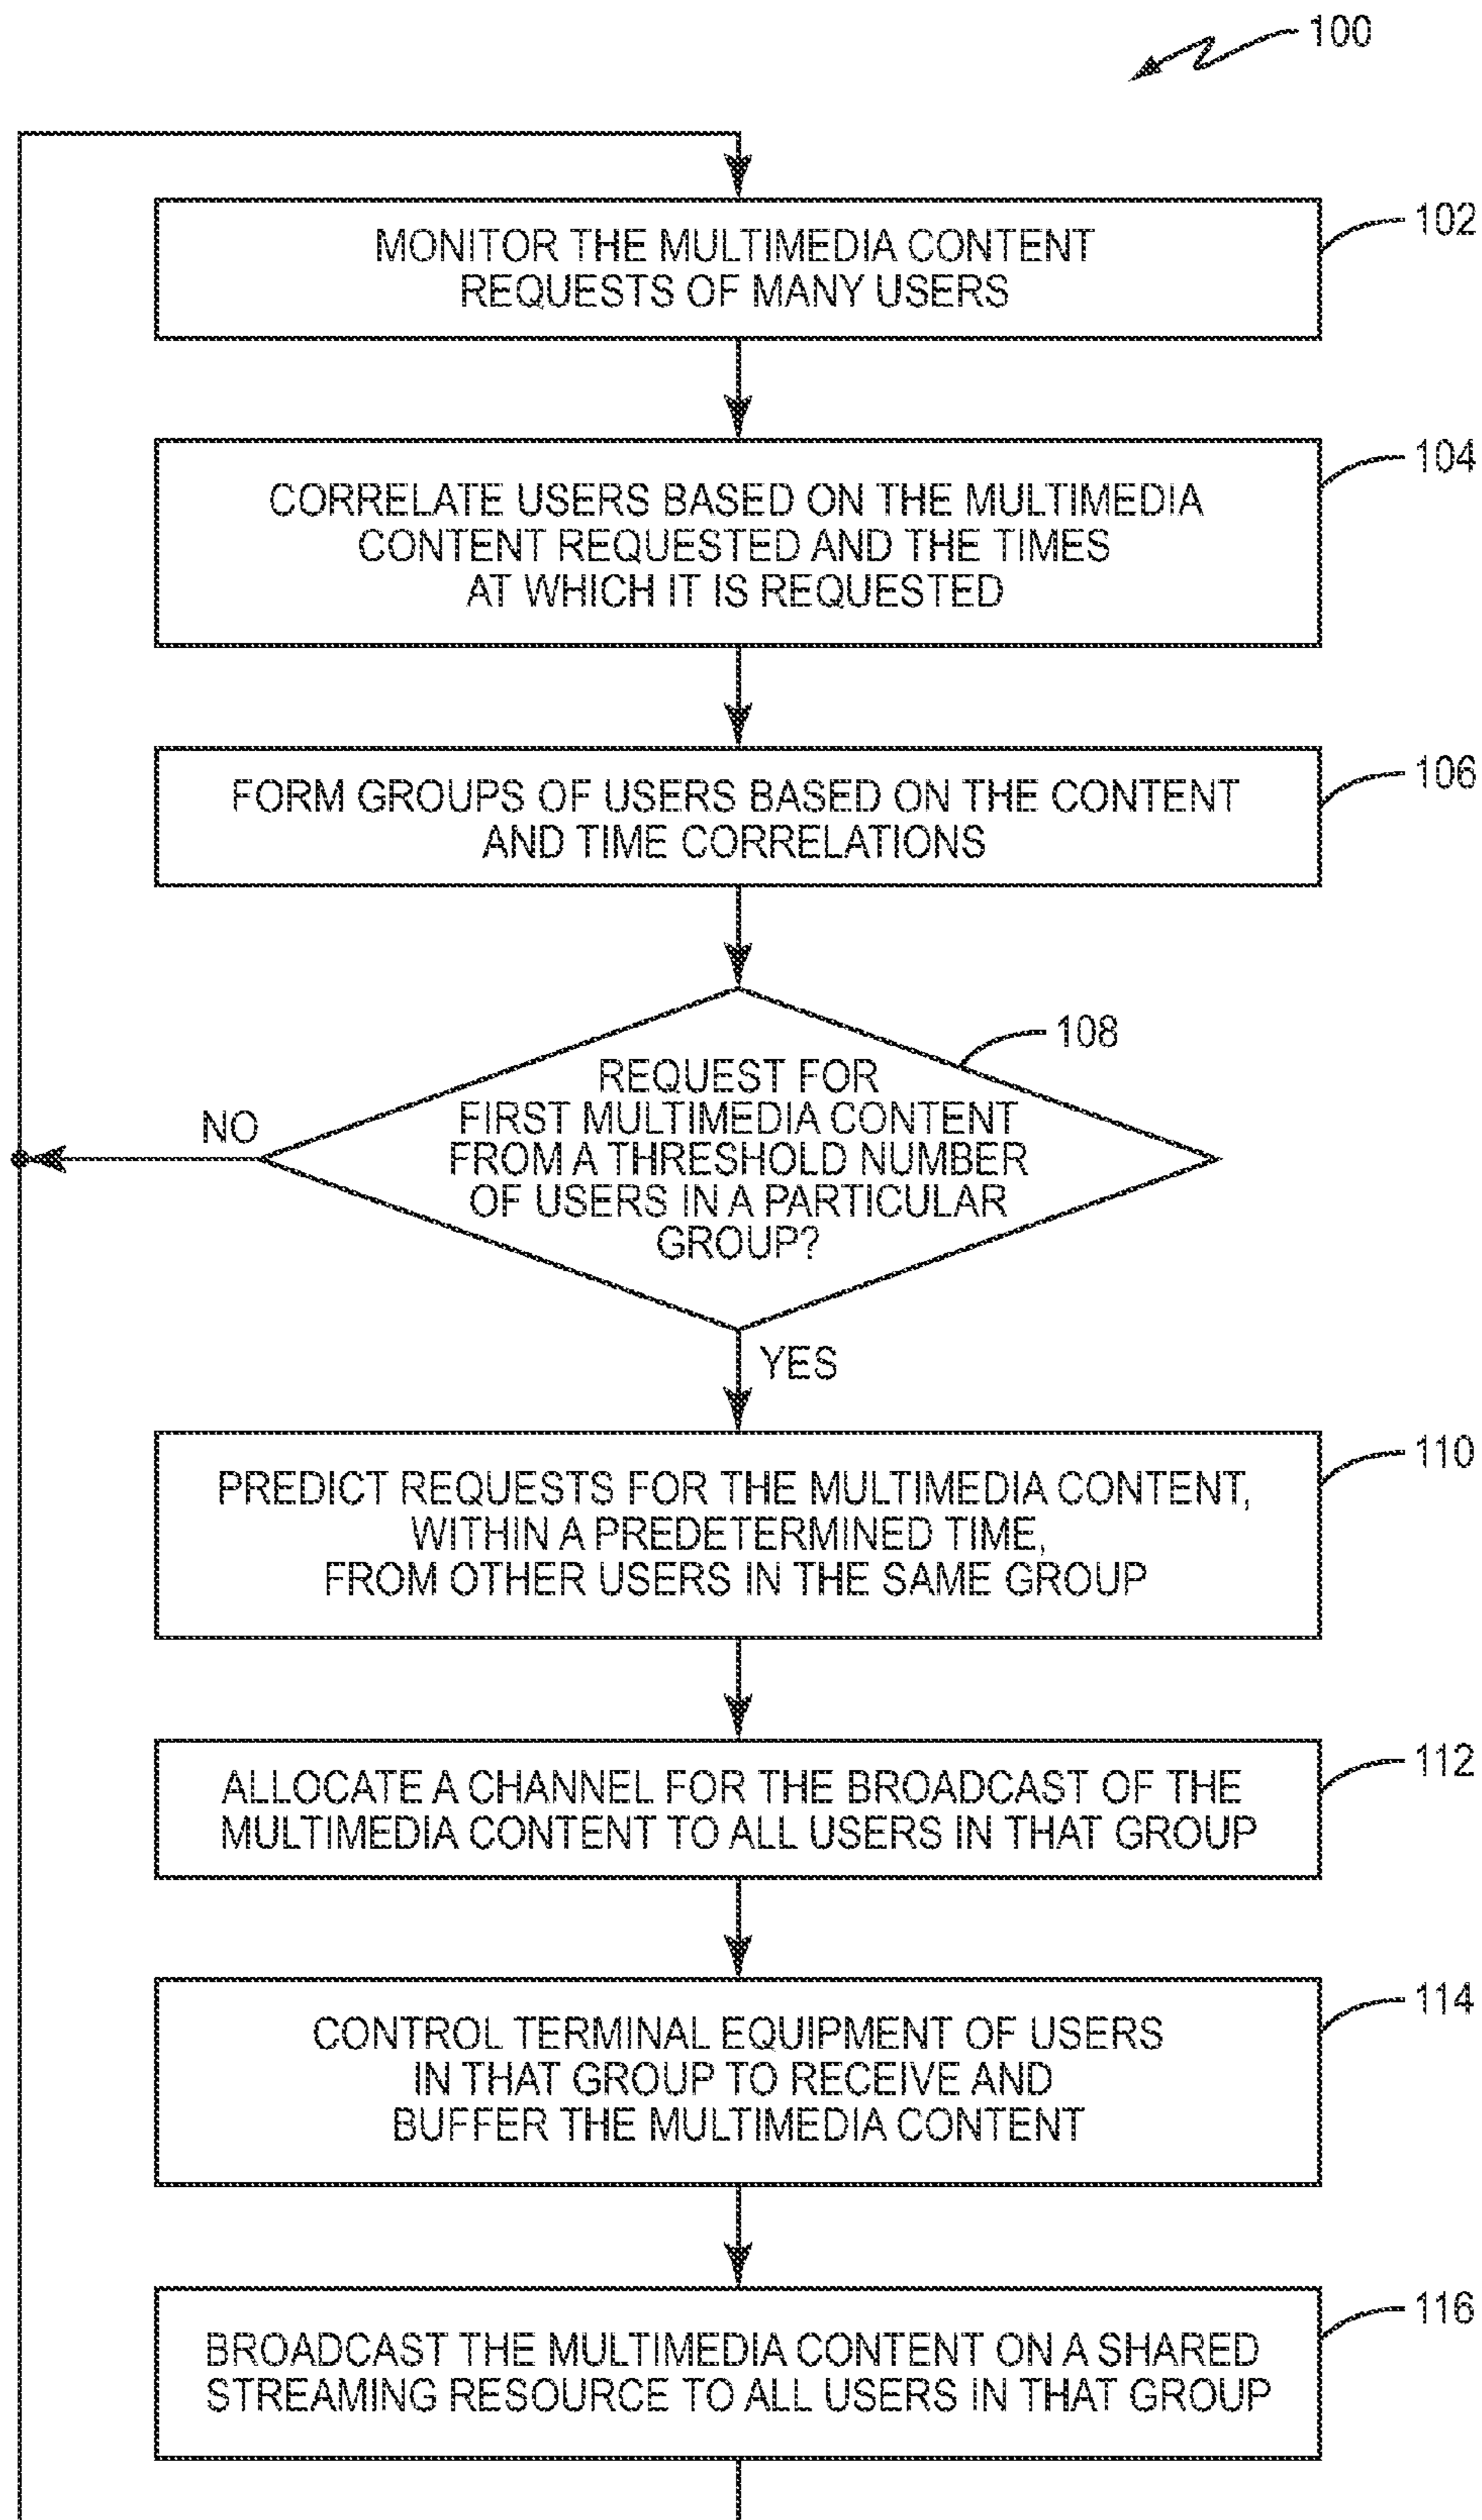 100
102
MONITOR THE MULTIMEDIA CONTENT
REQUESTS OF MANY USERS
104
CORRELATE USERS BASED ON THE MULTIMEDIA
CONTENT REQUESTED AND THE TIMES
AT WHICH IT IS REQUESTED
106
FORM GROUPS OF USERS BASED ON THE CONTENT
AND TIME CORRELATIONS
108
REQUEST FOR
FIRST MULTIMEDIA CONTENT
FROM A THRESHOLD NUMBER
OF USERS IN A PARTICULAR
GROUP?
NO
YES
110
PREDICT REQUESTS FOR THE MULTIMEDIA CONTENT,
WITHIN A PREDETERMINED TIME,
FROM OTHER USERS IN THE SAME GROUP
112
ALLOCATE A CHANNEL FOR THE BROADCAST OF THE
MULTIMEDIA CONTENT TO ALL USERS IN THAT GROUP
114
CONTROL TERMINAL EQUIPMENT OF USERS
IN THAT GROUP TO RECEIVE AND
BUFFER THE MULTIMEDIA CONTENT
116
BROADCAST THE MULTIMEDIA CONTENT ON A SHARED
STREAMING RESOURCE TO ALL USERS IN THAT GROUP